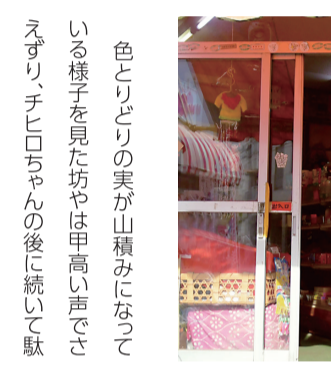 色とりどりの実が山積みになって
いる様子を見た坊やは甲高い声でさ
えずり、チヒロちゃんの後に続いて駄